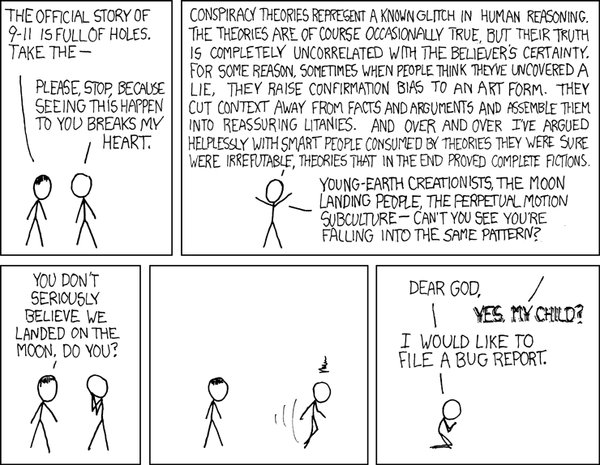 THE OFFICIAL STORY OF
9-11 IS FULL OF HOLES.
TAKE THE—
PLEASE, STOP, BECAUSE
SEEING THIS HAPPEN
TO YOU BREAKS MY
HEART.
CONSPIRACY THEORIES REPRESENT A KNOWN GLITCH IN HUMAN REASONING.
THE THEORIES ARE OF COURSE OCCASIONALLY TRUE, BUT THEIR TRUTH
IS COMPLETELY UNCORRELATED WITH THE BELIEVER'S CERTAINTY.
FOR SOME REASON, SOMETIMES WHEN PEOPLE THINK THEY'VE UNCOVERED A
LIE, THEY RAISE CONFIRMATION BIAS TO AN ART FORM. THEY
CUT CONTEXT AWAY FROM FACTS AND ARGUMENTS AND ASSEMBLE THEM
INTO REASSURING LITANIES. AND OVER AND OVER I'VE ARGUED
HELPLESSLY WITH SMART PEOPLE CONSUMED BY THEORIES THEY WERE SURE
WERE IRREFUTABLE, THEORIES THAT IN THE END PROVED COMPLETE FICTIONS.
YOUNG-EARTH CREATIONISTS, THE MOON
LANDING PEOPLE, THE PERPETUAL MOTION
SUBCULTURE— CAN'T YOU SEE YOU'RE
FALLING INTO THE SAME PATTERN?
YOU DON'T
SERIOUSLY
BELIEVE WE
LANDED ON THE
MOON, DO YOU?
DEAR GOD,
YES, MY CHILD?
I WOULD LIKE TO
FILE A BUG REPORT.